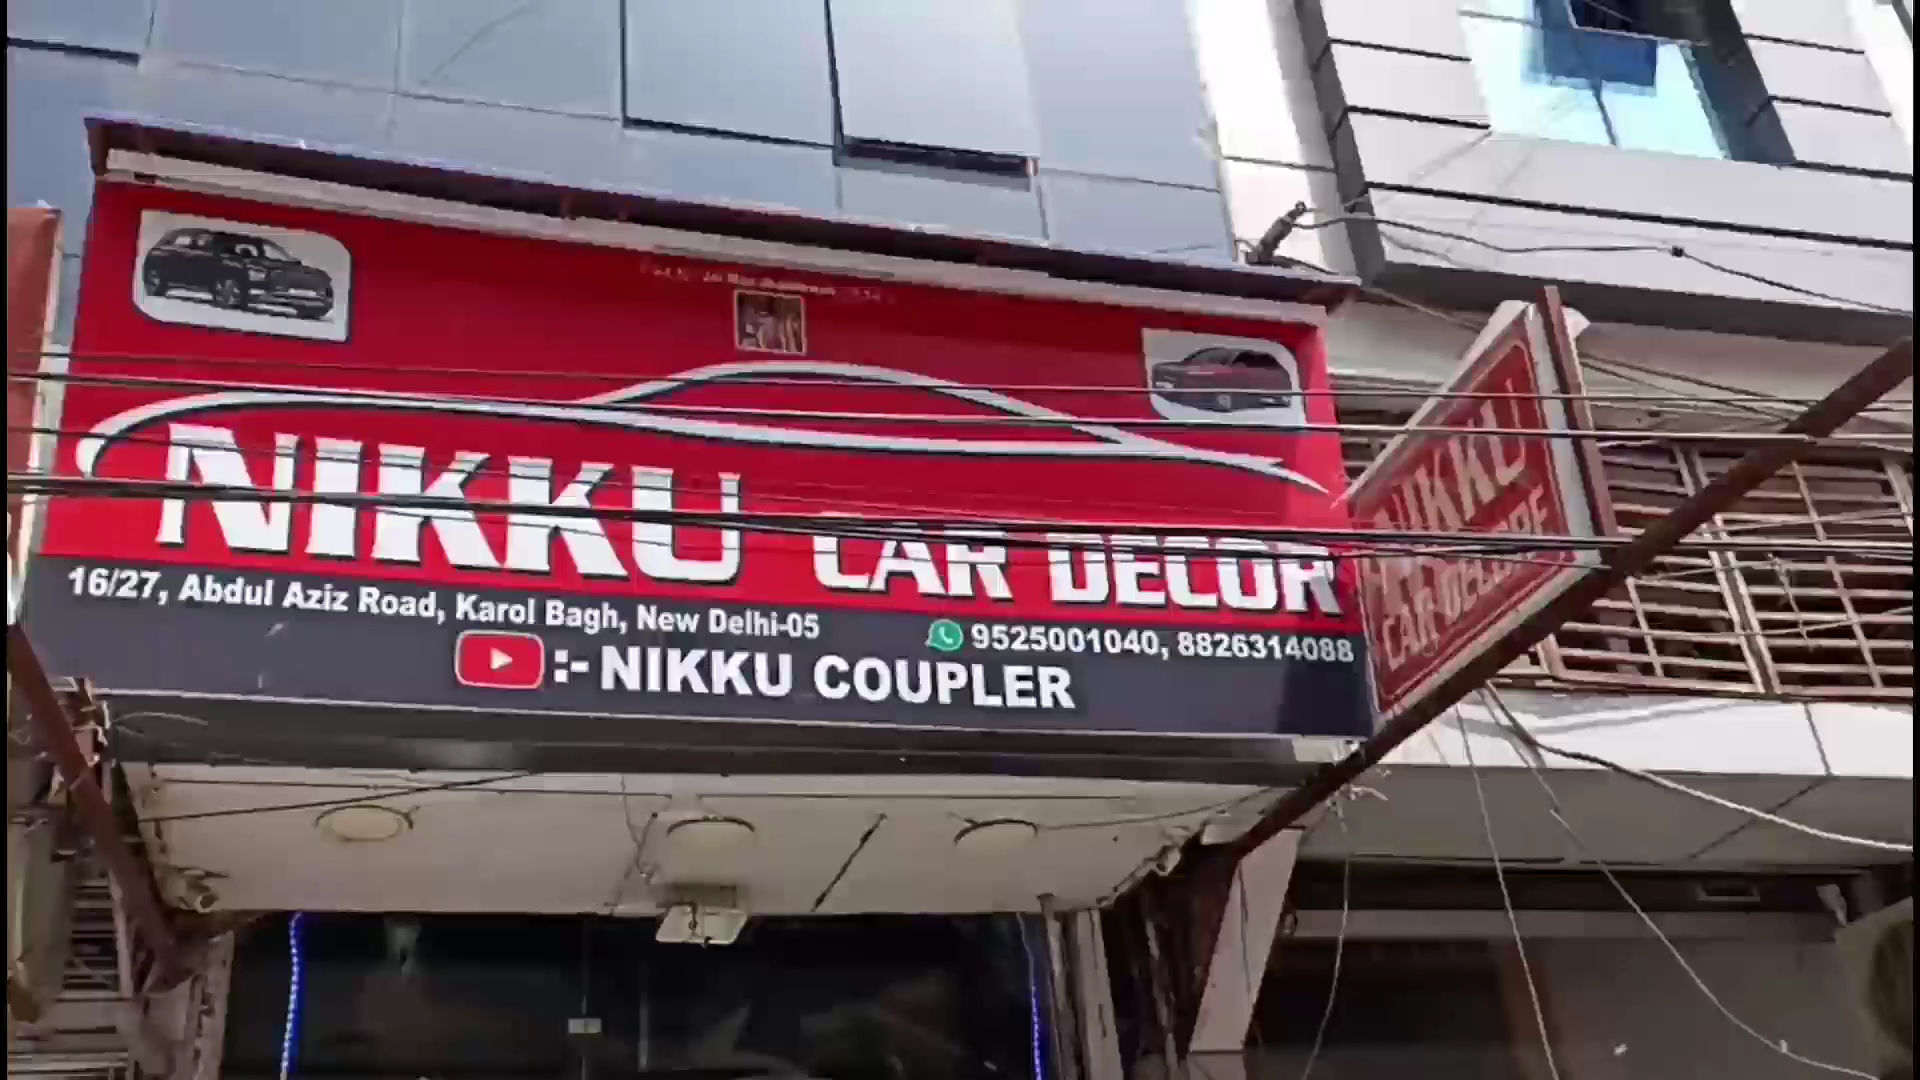 NIKKU CAR DECOR
16/27, Abdul Aziz Road, Karol Bagh, New Delhi-05
9525001040, 8826314088
:- NIKKU COUPLER
NIKKU
CAR DECORE